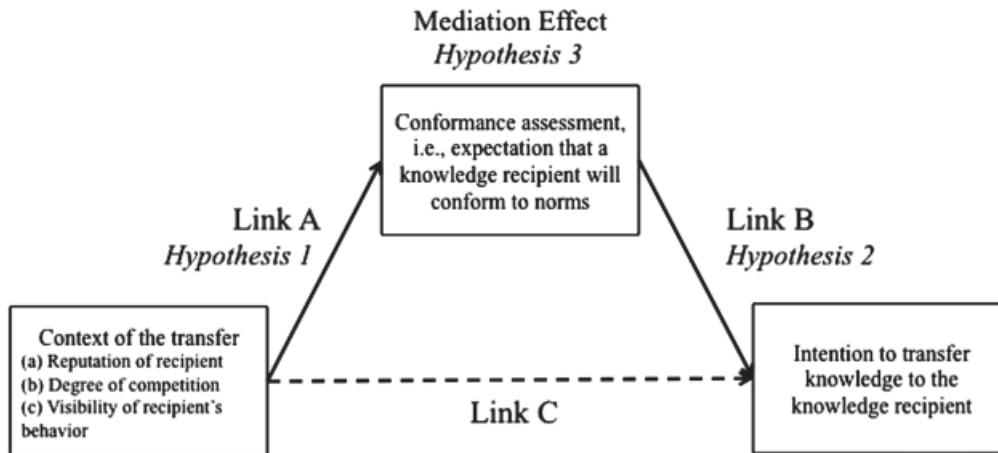 Mediation Effect
Hypothesis 3
Conformance assessment,
i.e., expectation that a
knowledge recipient will
conform to norms
Link A
Hypothesis 1
Link B
Hypothesis 2
Context of the transfer
(a) Reputation of recipient
(b) Degree of competition
(c) Visibility of recipient's
behavior
Link C
Intention to transfer
knowledge to the
knowledge recipient